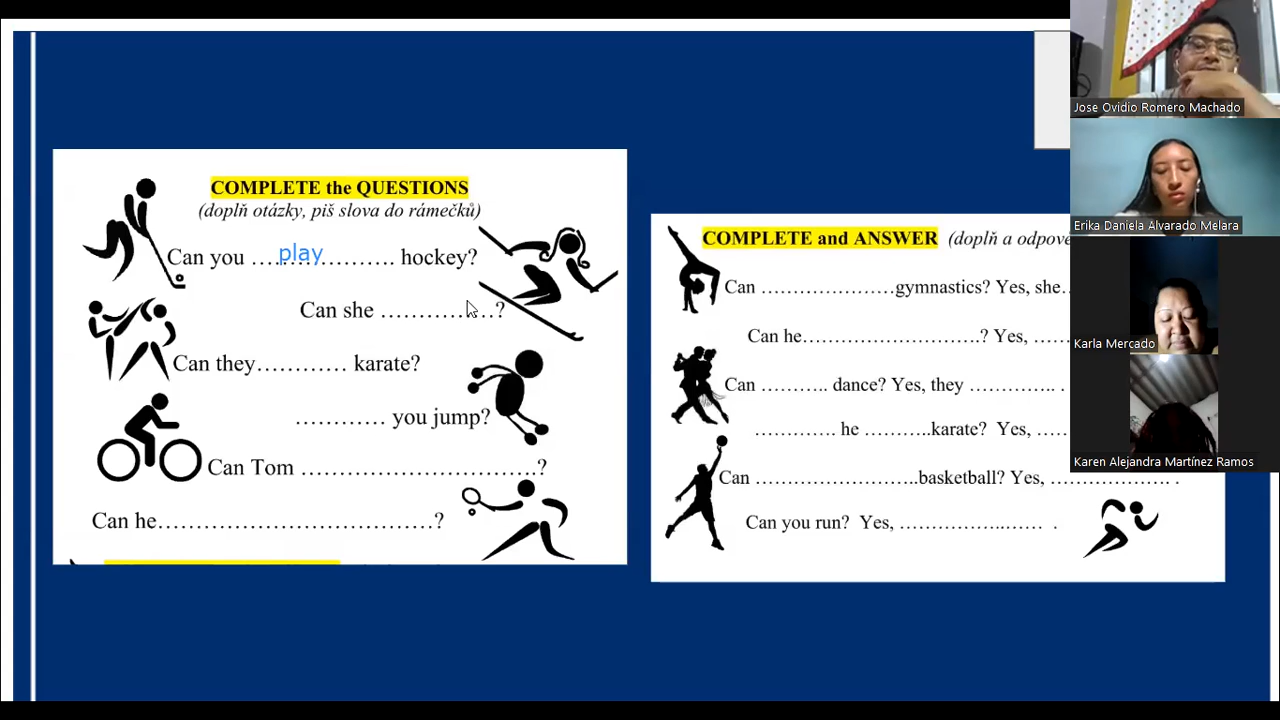 COMPLETE the QUESTIONS
(doplň otázky, piš slova do rámečků)
Can you …play……………. hockey?
Can she ……………?
Can they………… karate?
………… you jump?
Can Tom ………………………….?
Can he………………………………?
COMPLETE and ANSWER (doplň a odpově
Can …………………gymnastics? Yes, she…
Can he……………………….? Yes, ……
Can ……….. dance? Yes, they ………….. .
…………. he ………..karate? Yes, ……
Can …………………….basketball? Yes, ………………. .
Can you run? Yes, ……………..…… .
Jose Ovidio Romero Machado
Erika Daniela Alvarado Melara
Karla Mercado
Karen Alejandra Martínez Ramos